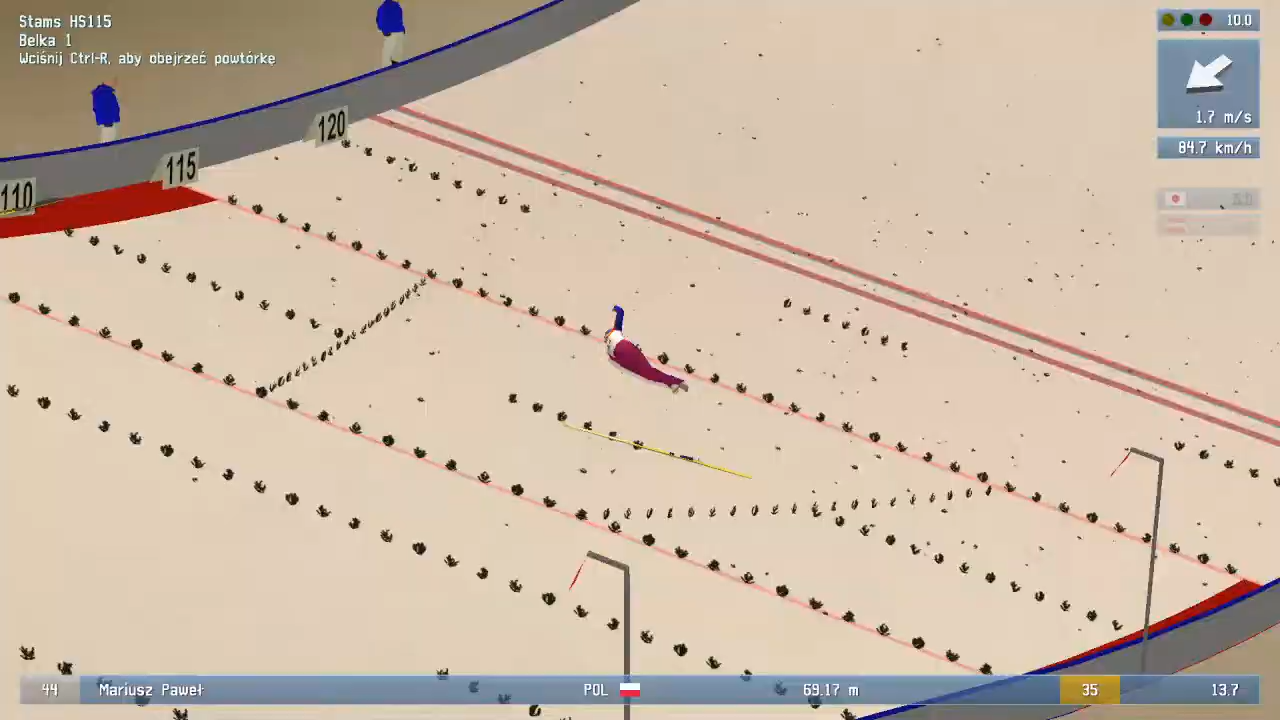 Stams HS115
Belka 1
Wciśnij Ctrl-R, aby obejrzeć powtórkę
10.0
1.7 m/s
84.7 km/h
120
115
110
44 Mariusz Paweł POL 69.17 m 35 13.7